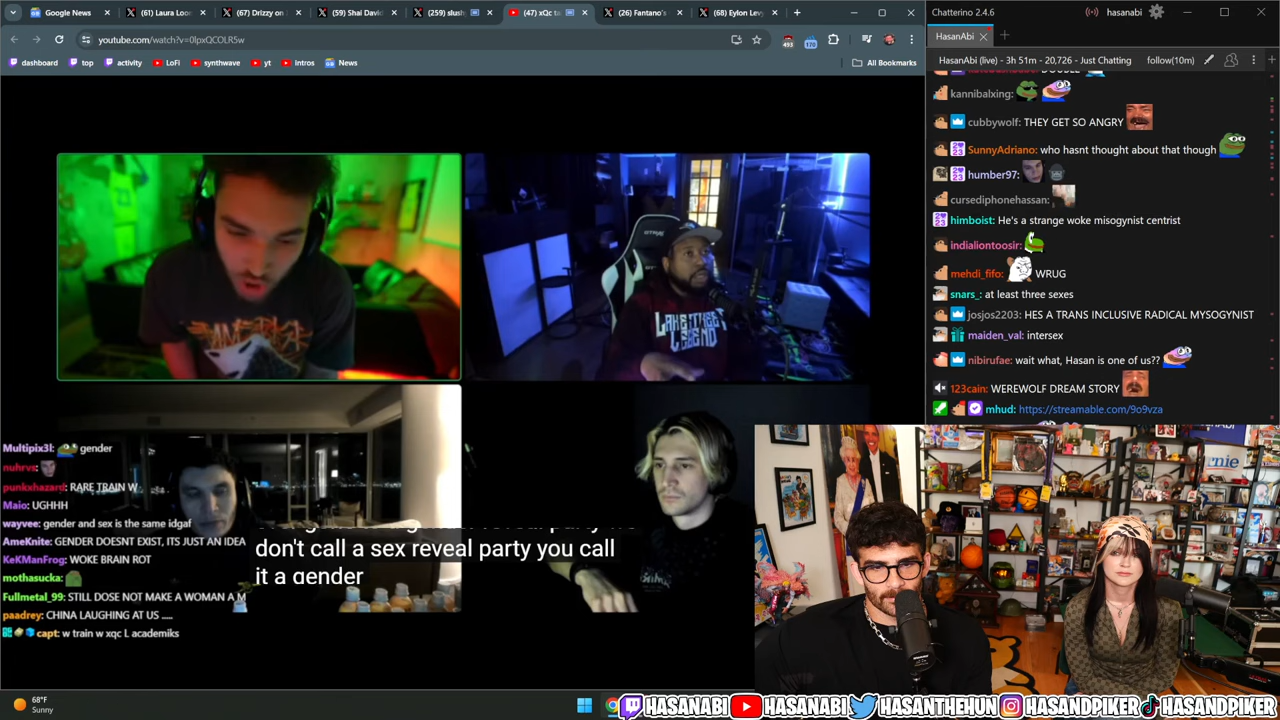 Google News
(61) Laura Loo
(67) Drizzy on
(59) Shai David
(259) slush
(47) xQc ta
(26) Fantano's
(68) Eylon Lev
youtube.com/watch?v=0lpxQCOLR5w
493
170
dashboard
top
activity
LoFi
synthwave
yt
intros
News
All Bookmarks
LAKE
Multipix3l: gender
nuhrvs:
punkxhazard: RARE TRAIN W
Maio: UGHHH
wayvee: gender and sex is the same idgaf
AmeKnite: GENDER DOESNT EXIST, ITS JUST AN IDEA
KeKManFrog: WOKE BRAIN ROT
mothasucka:
Fullmetal_99: STILL DOSE NOT MAKE A WOMAN A M
paadrey: CHINA LAUGHING AT US .....
capt: w train w xqc L academiks
don't call a sex reveal party you call
it a gender
Chatterino 2.4.6
hasanabi
HasanAbi
HasanAbi (live) - 3h 51m - 20,726 - Just Chatting
follow(10m)
kannibalxing:
cubbywolf: THEY GET SO ANGRY
SunnyAdriano: who hasnt thought about that though
humber97:
cursediphonehassan:
himboist: He's a strange woke misogynist centrist
indialiontoosir:
mehdi_fifo: WRUG
snars_: at least three sexes
josjos2203: HES A TRANS INCLUSIVE RADICAL MYSOGYNIST
maiden_val: intersex
nibirufae: wait what, Hasan is one of us??
123cain: WEREWOLF DREAM STORY
mhud: https://streamable.com/9o9vza
ernie
68°F
Sunny
HASANABI
HASANABI
HASANTHEHUN
HASANDPIKER
HASANDPIKER